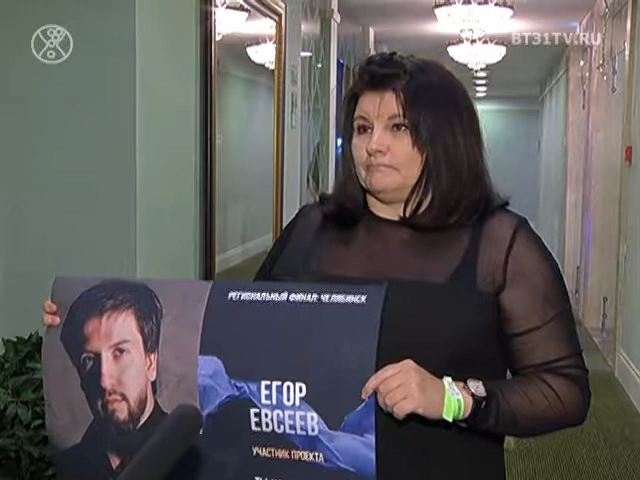 BT31TV.RU
РЕГИОНАЛЬНЫЙ ФИНАЛ: ЧЕЛЯБИНСК
ЕГОР
ЕВСЕЕВ
УЧАСТНИК ПРОЕКТА